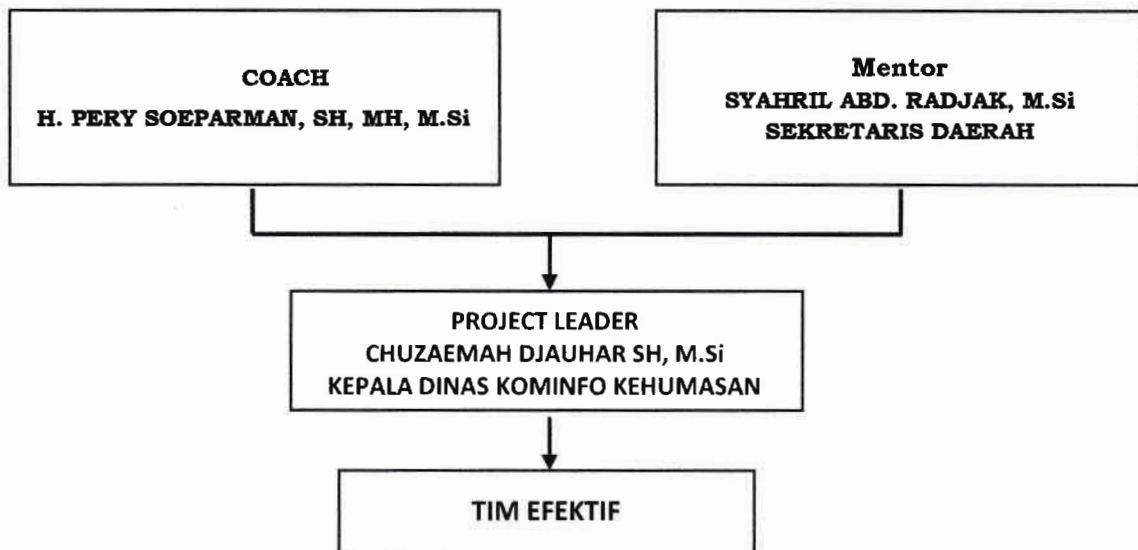 COACH
H. PERY SOEPARMAN, SH, MH, M.Si
Mentor
SYAHRIL ABD. RADJAK, M.Si
SEKRETARIS DAERAH
PROJECT LEADER
CHUZAEMAH DJAUHAR SH, M.Si
KEPALA DINAS KOMINFO KEHUMASAN
TIM EFEKTIF